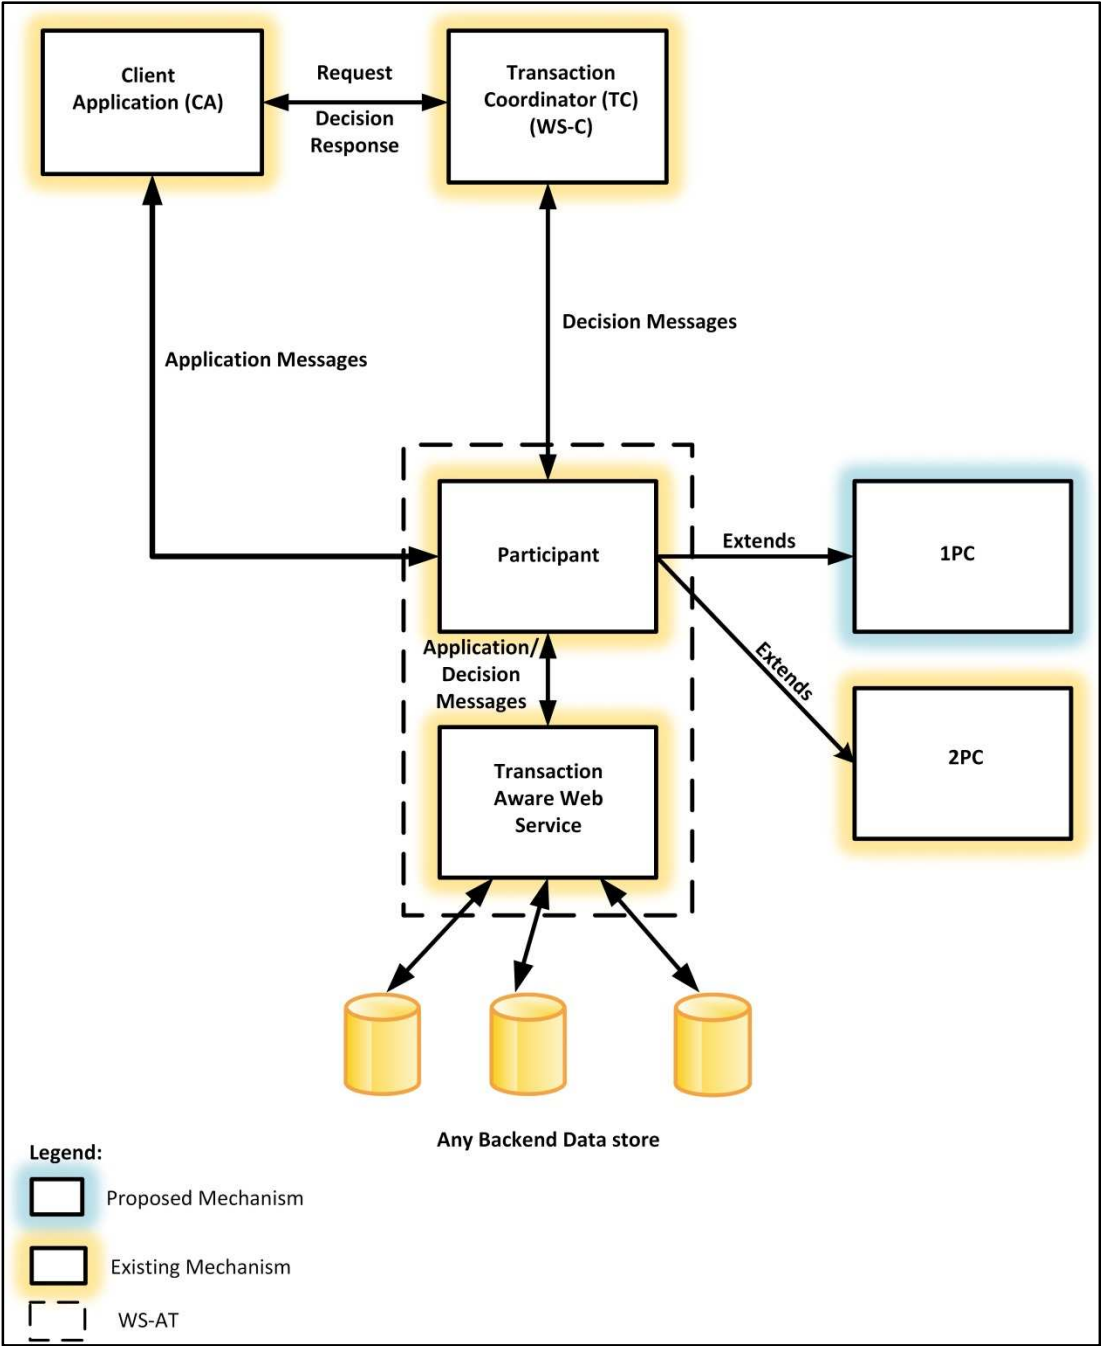 Client
Application (CA)
Request
Decision
Response
Transaction
Coordinator (TC)
(WS-C)
Decision Messages
Application Messages
Participant
Extends
1PC
Extends
2PC
Application/
Decision
Messages
Transaction
Aware Web
Service
Any Backend Data store
Legend:
Proposed Mechanism
Existing Mechanism
WS-AT